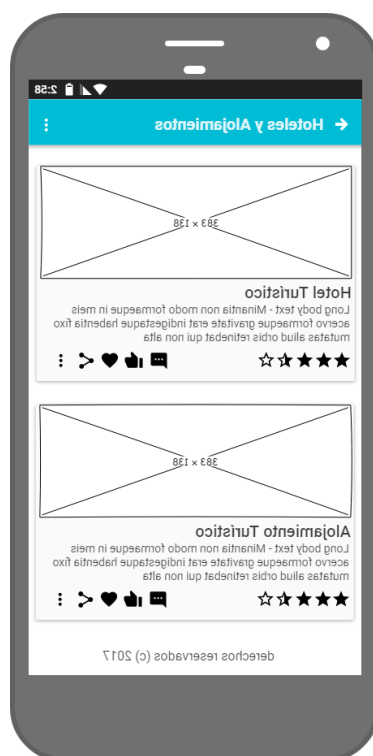 2:58
Hoteles y Alojamientos
383 x 138
Hotel Turístico
Long body text - Mirantia non modo formaeque in meis
acervo formaeque gravitate erat indigestaque habentia fixo
mutatas aliud orbis retinebat qui non alta
383 x 138
Alojamiento Turístico
Long body text - Mirantia non modo formaeque in meis
acervo formaeque gravitate erat indigestaque habentia fixo
mutatas aliud orbis retinebat qui non alta
derechos reservados (c) 2017